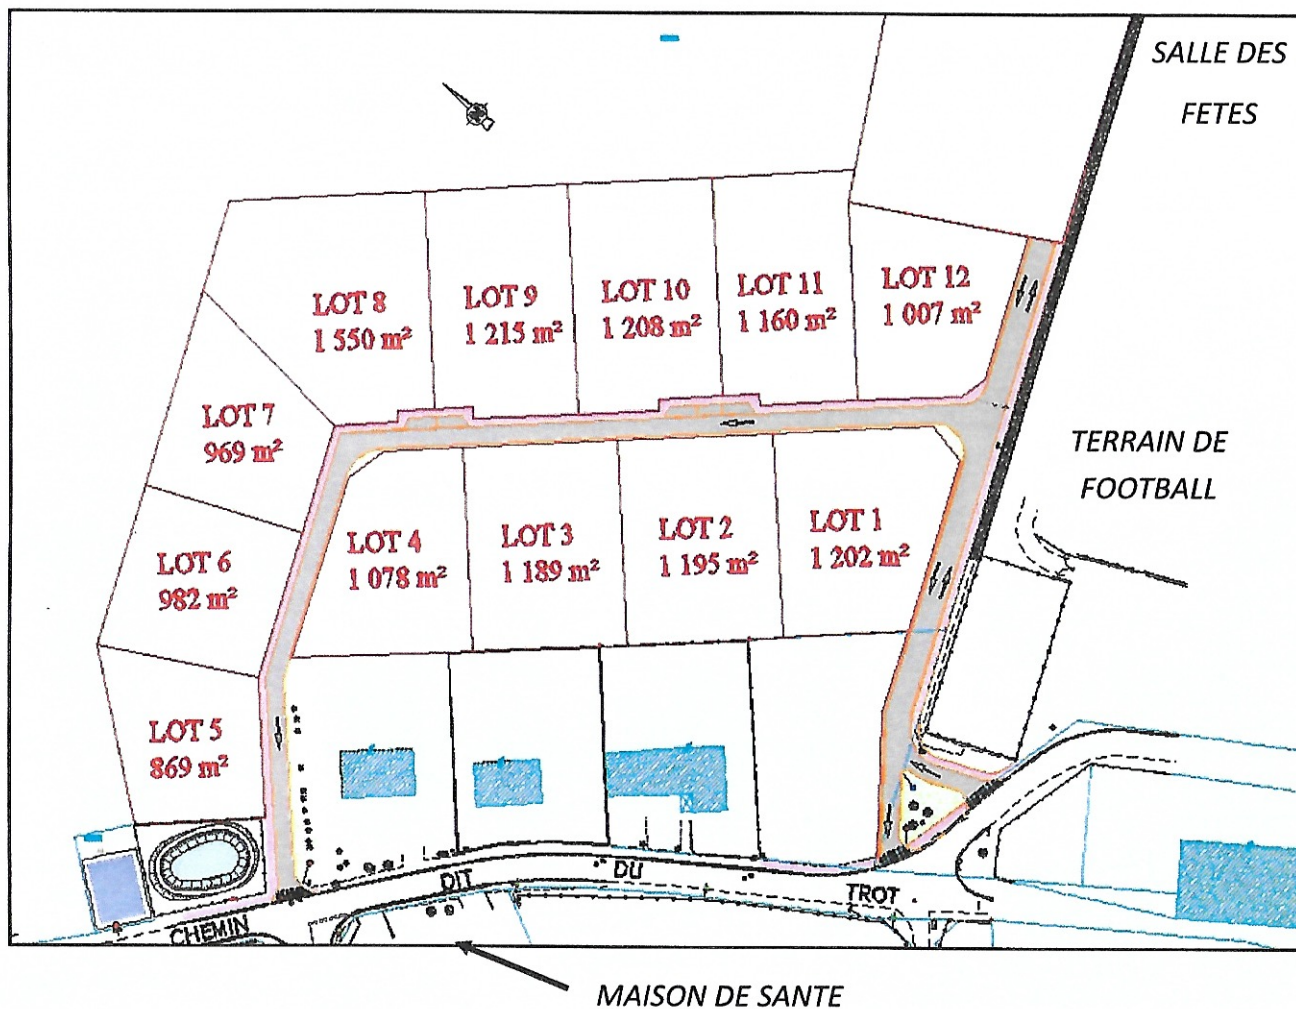 SALLE DES
FETES
LOT 8
1 550 m²
LOT 9
1 215 m²
LOT 10
1 208 m²
LOT 11
1 160 m²
LOT 12
1 007 m²
LOT 7
969 m²
TERRAIN DE
FOOTBALL
LOT 6
982 m²
LOT 4
1 078 m²
LOT 3
1 189 m²
LOT 2
1 195 m²
LOT 1
1 202 m²
LOT 5
869 m²
CHEMIN DIT DU TROT
MAISON DE SANTE